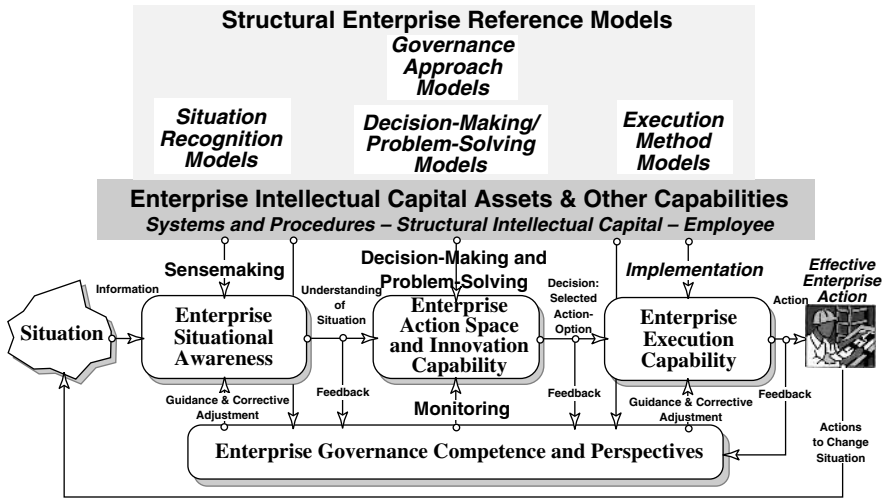 Structural Enterprise Reference Models
Governance
Approach
Models
Situation
Recognition
Models
Decision-Making/
Problem-Solving
Models
Execution
Method
Models
Enterprise Intellectual Capital Assets & Other Capabilities
Systems and Procedures – Structural Intellectual Capital – Employee
Sensemaking
Decision-Making and
Problem-Solving
Implementation
Effective
Enterprise
Action
Information
Understanding
of
Situation
Decision:
Selected
Action-
Option
Action
Situation
Enterprise
Situational
Awareness
Enterprise
Action Space
and Innovation
Capability
Enterprise
Execution
Capability
Guidance & Corrective
Adjustment
Feedback
Monitoring
Feedback
Guidance & Corrective
Adjustment
Feedback
Enterprise Governance Competence and Perspectives
Actions
to Change
Situation